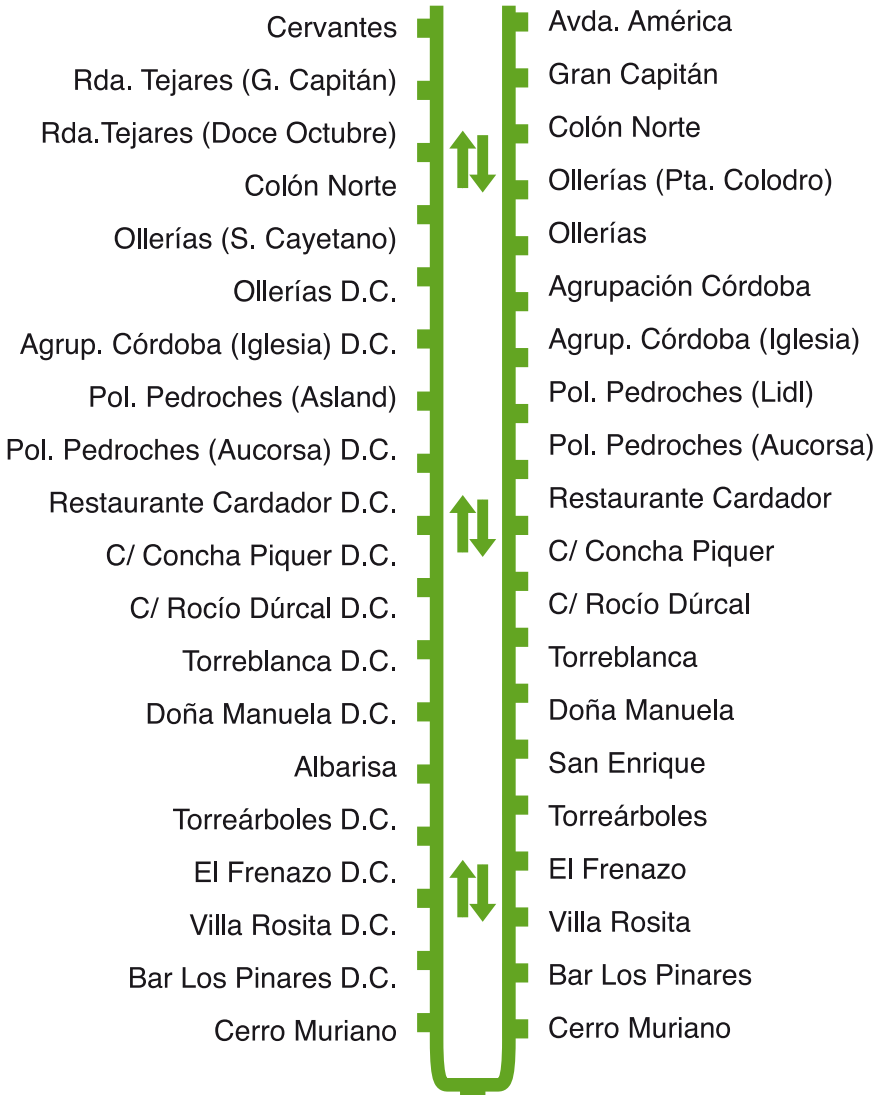 Cervantes
Rda. Tejares (G. Capitán)
Rda.Tejares (Doce Octubre)
Colón Norte
Ollerías (S. Cayetano)
Ollerías D.C.
Agrup. Córdoba (Iglesia) D.C.
Pol. Pedroches (Asland)
Pol. Pedroches (Aucorsa) D.C.
Restaurante Cardador D.C.
C/ Concha Piquer D.C.
C/ Rocío Dúrcal D.C.
Torreblanca D.C.
Doña Manuela D.C.
Albarisa
Torreárboles D.C.
El Frenazo D.C.
Villa Rosita D.C.
Bar Los Pinares D.C.
Cerro Muriano
Avda. América
Gran Capitán
Colón Norte
Ollerías (Pta. Colodro)
Ollerías
Agrupación Córdoba
Agrup. Córdoba (Iglesia)
Pol. Pedroches (Lidl)
Pol. Pedroches (Aucorsa)
Restaurante Cardador
C/ Concha Piquer
C/ Rocío Dúrcal
Torreblanca
Doña Manuela
San Enrique
Torreárboles
El Frenazo
Villa Rosita
Bar Los Pinares
Cerro Muriano